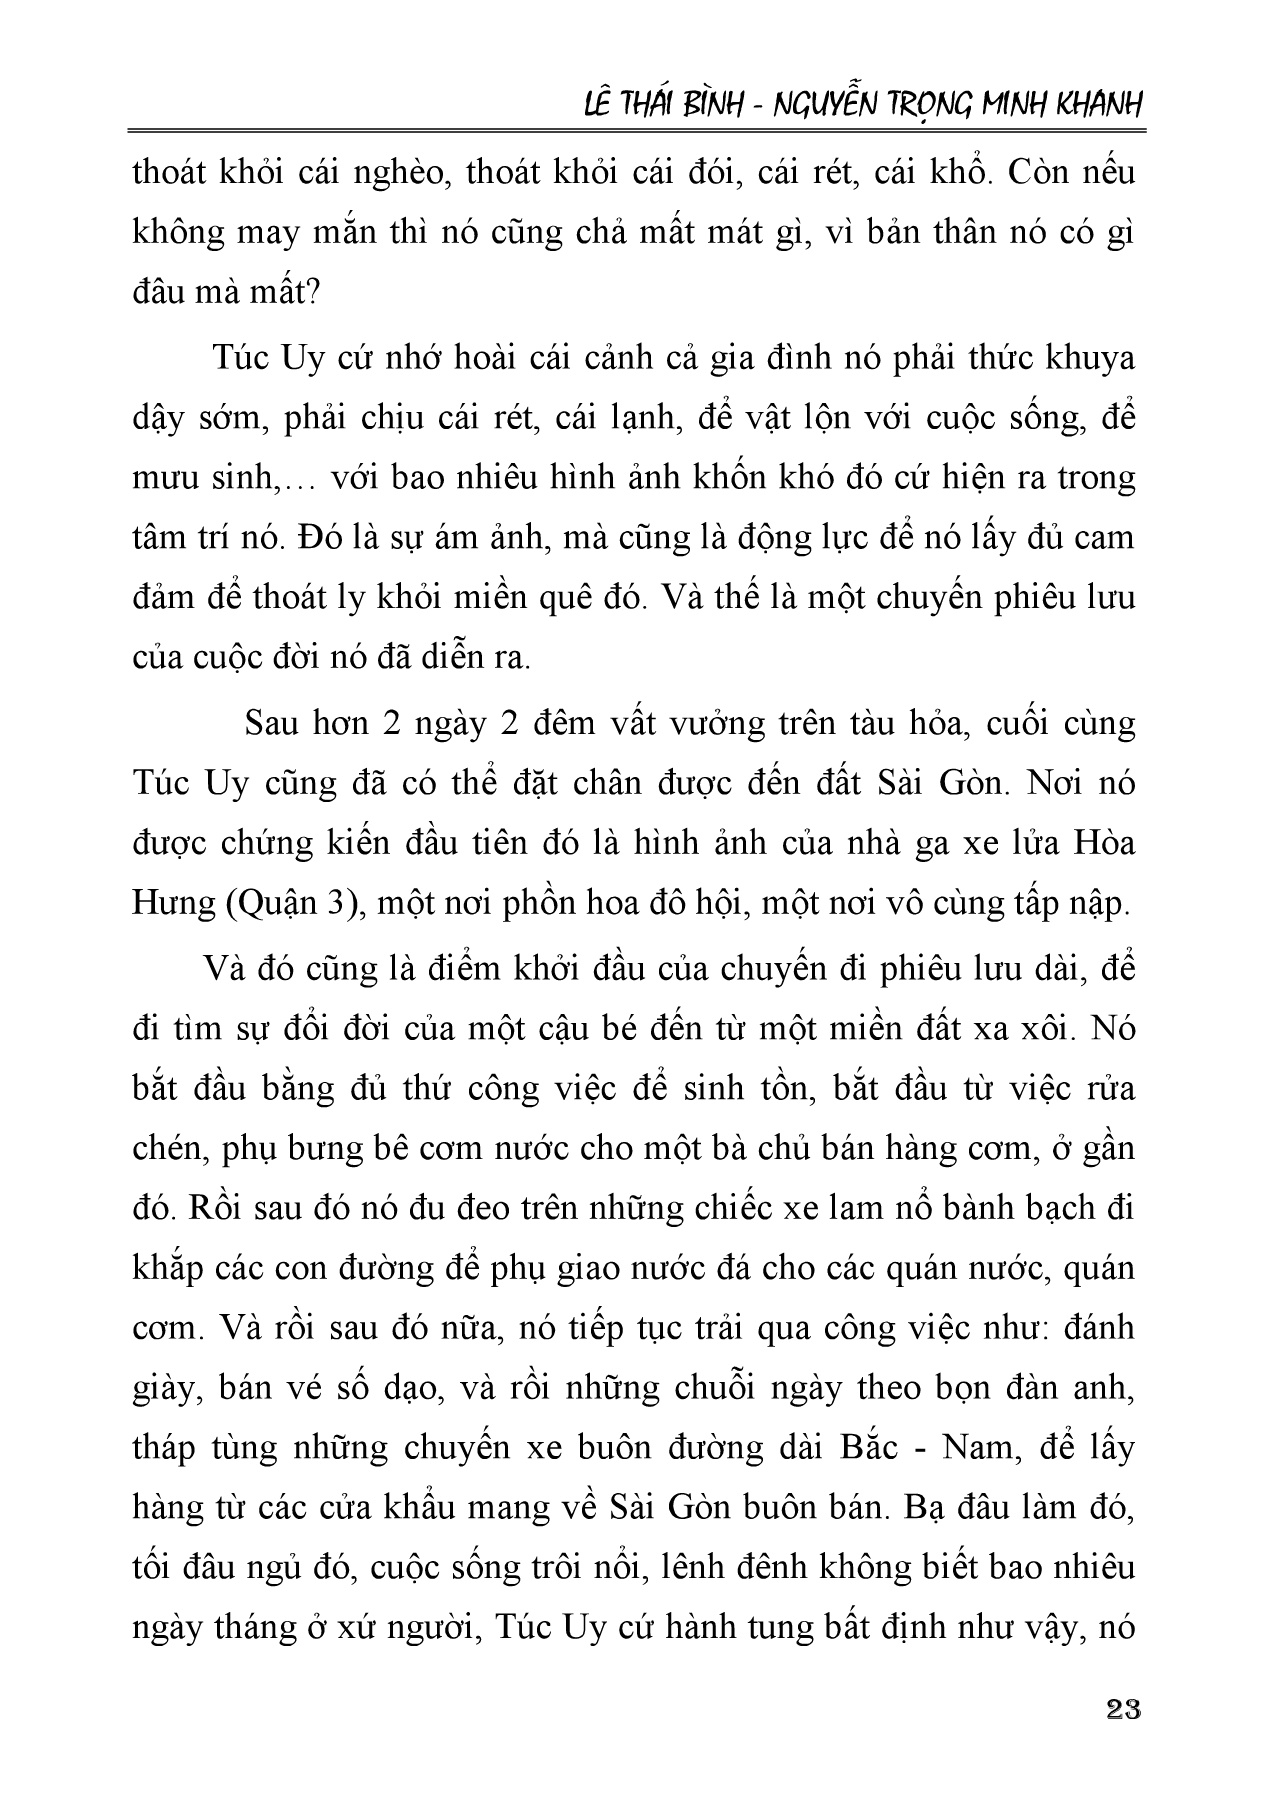 LÊ THÁI BÌNH - NGUYỄN TRỌNG MINH KHANH
thoát khỏi cái nghèo, thoát khỏi cái đói, cái rét, cái khổ. Còn nếu
không may mắn thì nó cũng chả mất mát gì, vì bản thân nó có gì
đâu mà mất?
Túc Uy cứ nhớ hoài cái cảnh cả gia đình nó phải thức khuya
dậy sớm, phải chịu cái rét, cái lạnh, để vật lộn với cuộc sống, để
mưu sinh,… với bao nhiêu hình ảnh khốn khó đó cứ hiện ra trong
tâm trí nó. Đó là sự ám ảnh, mà cũng là động lực để nó lấy đủ cam
đảm để thoát ly khỏi miền quê đó. Và thế là một chuyến phiêu lưu
của cuộc đời nó đã diễn ra.
Sau hơn 2 ngày 2 đêm vất vưởng trên tàu hỏa, cuối cùng
Túc Uy cũng đã có thể đặt chân được đến đất Sài Gòn. Nơi nó
được chứng kiến đầu tiên đó là hình ảnh của nhà ga xe lửa Hòa
Hưng (Quận 3), một nơi phồn hoa đô hội, một nơi vô cùng tấp nập.
Và đó cũng là điểm khởi đầu của chuyến đi phiêu lưu dài, để
đi tìm sự đổi đời của một cậu bé đến từ một miền đất xa xôi. Nó
bắt đầu bằng đủ thứ công việc để sinh tồn, bắt đầu từ việc rửa
chén, phụ bưng bê cơm nước cho một bà chủ bán hàng cơm, ở gần
đó. Rồi sau đó nó đu đeo trên những chiếc xe lam nổ bành bạch đi
khắp các con đường để phụ giao nước đá cho các quán nước, quán
cơm. Và rồi sau đó nữa, nó tiếp tục trải qua công việc như: đánh
giày, bán vé số dạo, và rồi những chuỗi ngày theo bọn đàn anh,
tháp tùng những chuyến xe buôn đường dài Bắc - Nam, để lấy
hàng từ các cửa khẩu mang về Sài Gòn buôn bán. Bạ đâu làm đó,
tối đâu ngủ đó, cuộc sống trôi nổi, lênh đênh không biết bao nhiêu
ngày tháng ở xứ người, Túc Uy cứ hành tung bất định như vậy, nó
23